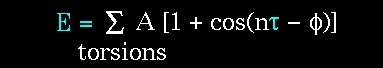 E = Σ A [1 + cos(nτ − ϕ)]
torsions